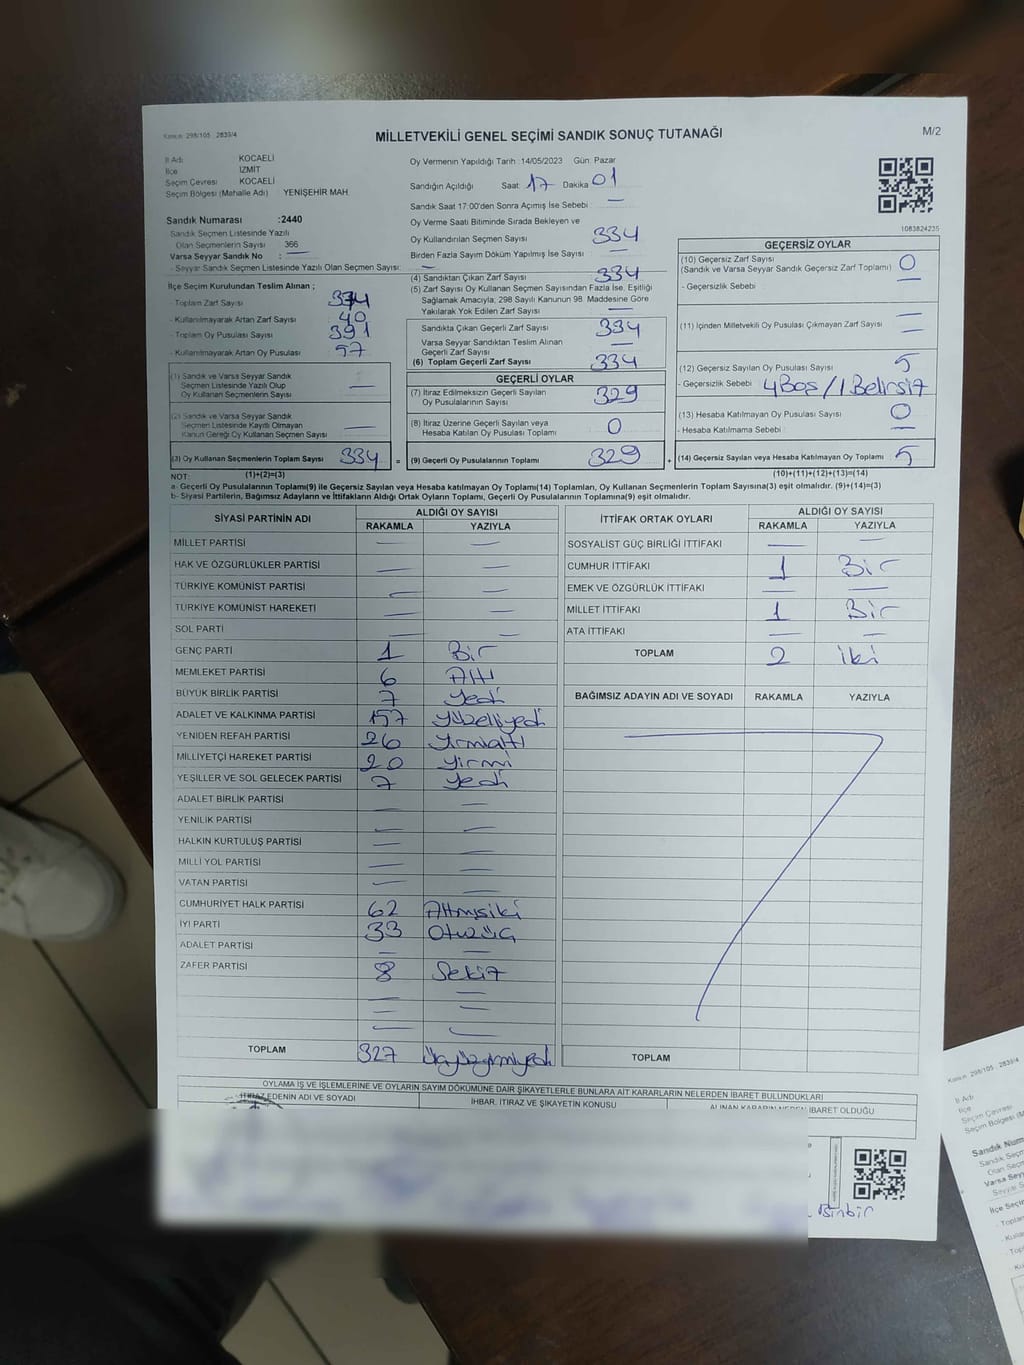 Kanun: 298/105 : 2839/4
MİLLETVEKİLİ GENEL SEÇİMİ SANDIK SONUÇ TUTANAĞI
M/2
İl Adı KOCAELİ
İlçe İZMİT
Seçim Çevresi KOCAELİ
Seçim Bölgesi (Mahalle Adı) YENİŞEHİR MAH
Sandık Numarası :2440
Sandık Seçmen Listesinde Yazılı
Olan Seçmenlerin Sayısı 366
Varsa Seyyar Sandık No : —
- Seyyar Sandık Seçmen Listesinde Yazılı Olan Seçmen Sayısı: —
İlçe Seçim Kurulundan Teslim Alınan ;
- Toplam Zarf Sayısı 374
- Kullanılmayarak Artan Zarf Sayısı 40
- Toplam Oy Pusulası Sayısı 391
- Kullanılmayarak Artan Oy Pusulası 57
(1) Sandık ve Varsa Seyyar Sandık
Seçmen Listesinde Yazılı Olup
Oy Kullanan Seçmenlerin Sayısı —
(2) Sandık ve Varsa Seyyar Sandık
Seçmen Listesinde Kayıtlı Olmayan
Kanun Gereği Oy Kullanan Seçmen Sayısı —
(3) Oy Kullanan Seçmenlerin Toplam Sayısı 334 =
Oy Vermenin Yapıldığı Tarih :14/05/2023 Gün: Pazar
Sandığın Açıldığı Saat: 17 Dakika 01
Sandık Saat 17:00'den Sonra Açımış İse Sebebi : —
Oy Verme Saati Bitiminde Sırada Bekleyen ve
Oy Kullandırılan Seçmen Sayısı 334
Birden Fazla Sayım Döküm Yapılmış İse Sayısı —
(4) Sandıktan Çıkan Zarf Sayısı 334
(5) Zarf Sayısı Oy Kullanan Seçmen Sayısından Fazla İse, Eşitliği
Sağlamak Amacıyla; 298 Sayılı Kanunun 98. Maddesine Göre
Yakılarak Yok Edilen Zarf Sayısı —
Sandıkta Çıkan Geçerli Zarf Sayısı 334
Varsa Seyyar Sandıktan Teslim Alınan
Geçerli Zarf Sayısı —
(6) Toplam Geçerli Zarf Sayısı 334
GEÇERLİ OYLAR
(7) İtiraz Edilmeksizin Geçerli Sayılan
Oy Pusulalarının Sayısı 329
(8) İtiraz Üzerine Geçerli Sayılan veya
Hesaba Katılan Oy Pusulası Toplamı 0
(9) Geçerli Oy Pusulalarının Toplamı 329 +
1083824235
GEÇERSİZ OYLAR
(10) Geçersiz Zarf Sayısı
(Sandık ve Varsa Seyyar Sandık Geçersiz Zarf Toplamı) 0
- Geçersizlik Sebebi —
(11) İçinden Milletvekili Oy Pusulası Çıkmayan Zarf Sayısı —
(12) Geçersiz Sayılan Oy Pusulası Sayısı 5
- Geçersizlik Sebebi 4 Boş / 1 Belirsiz
(13) Hesaba Katılmayan Oy Pusulası Sayısı 0
- Hesaba Katılmama Sebebi : —
(14) Geçersiz Sayılan veya Hesaba Katılmayan Oy Toplamı 5
NOT: (1)+(2)=(3) (10)+(11)+(12)+(13)=(14)
a- Geçerli Oy Pusulalarının Toplamı(9) ile Geçersiz Sayılan veya Hesaba katılmayan Oy Toplamı(14) Toplamları, Oy Kullanan Seçmenlerin Toplam Sayısına(3) eşit olmalıdır. (9)+(14)=(3)
b- Siyasi Partilerin, Bağımsız Adayların ve İttifakların Aldığı Ortak Oyların Toplamı, Geçerli Oy Pusulalarının Toplamına(9) eşit olmalıdır.
SİYASİ PARTİNİN ADI ALDIĞI OY SAYISI
RAKAMLA YAZIYLA
MİLLET PARTİSİ — —
HAK VE ÖZGÜRLÜKLER PARTİSİ — —
TÜRKİYE KOMÜNİST PARTİSİ — —
TÜRKİYE KOMÜNİST HAREKETİ — —
SOL PARTİ — —
GENÇ PARTİ 1 Bir
MEMLEKET PARTİSİ 6 Altı
BÜYÜK BİRLİK PARTİSİ 7 Yedi
ADALET VE KALKINMA PARTİSİ 157 Yüzelliyedi
YENİDEN REFAH PARTİSİ 26 Yirmialtı
MİLLİYETÇİ HAREKET PARTİSİ 20 Yirmi
YEŞİLLER VE SOL GELECEK PARTİSİ 7 Yedi
ADALET BİRLİK PARTİSİ — —
YENİLİK PARTİSİ — —
HALKIN KURTULUŞ PARTİSİ — —
MİLLİ YOL PARTİSİ — —
VATAN PARTİSİ — —
CUMHURİYET HALK PARTİSİ 62 Altmışiki
İYİ PARTİ 33 Otuzüç
ADALET PARTİSİ — —
ZAFER PARTİSİ 8 Sekiz
TOPLAM 327 Üçyüzyirmiyedi
İTTİFAK ORTAK OYLARI ALDIĞI OY SAYISI
RAKAMLA YAZIYLA
SOSYALİST GÜÇ BİRLİĞİ İTTİFAKI — —
CUMHUR İTTİFAKI 1 Bir
EMEK VE ÖZGÜRLÜK İTTİFAKI — —
MİLLET İTTİFAKI 1 Bir
ATA İTTİFAKI — —
TOPLAM 2 iki
BAĞIMSIZ ADAYIN ADI VE SOYADI RAKAMLA YAZIYLA
TOPLAM
OYLAMA İŞ VE İŞLEMLERİNE VE OYLARIN SAYIM DÖKÜMÜNE DAİR ŞİKAYETLERLE BUNLARA AİT KARARLARIN NELERDEN İBARET BULUNDUKLARI
İTİRAZ EDENİN ADI VE SOYADI İHBAR, İTİRAZ VE ŞİKAYETİN KONUSU ALINAN KARARIN NEDEN İBARET OLDUĞU
Binbir
Kanun: 298/105 : 2839/4
İl Adı
İlçe
Seçim Çevresi
Seçim Bölgesi (M
Sandık Num
Sandık Seçm
Olan Seçm
Varsa Sey
Seyyar S
İlçe Seçi
- Toplam
- Kulla
- Top